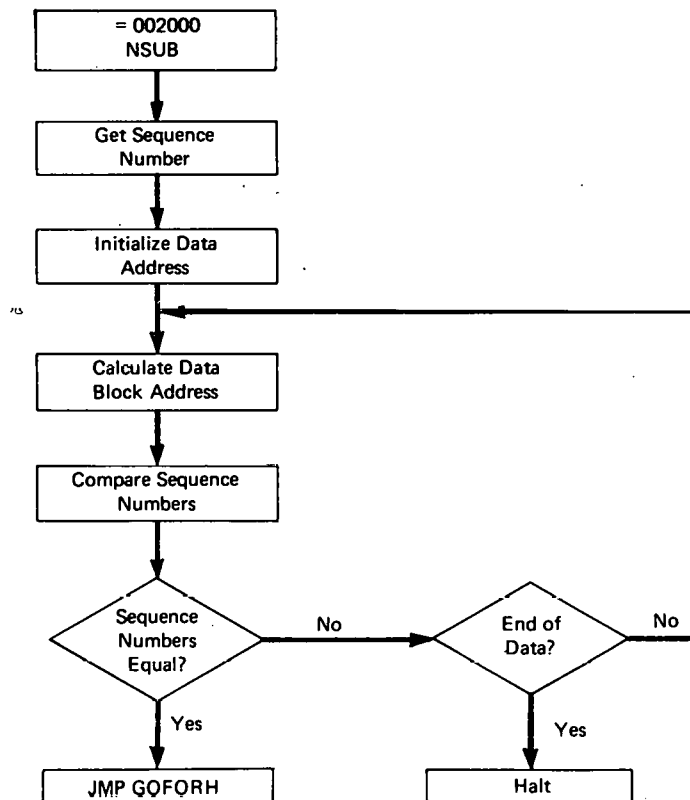 = 002000
NSUB
Get Sequence
Number
Initialize Data
Address
Calculate Data
Block Address
Compare Sequence
Numbers
Sequence
Numbers
Equal?
No
End of
Data?
No
Yes
Yes
JMP GOFORH
Halt